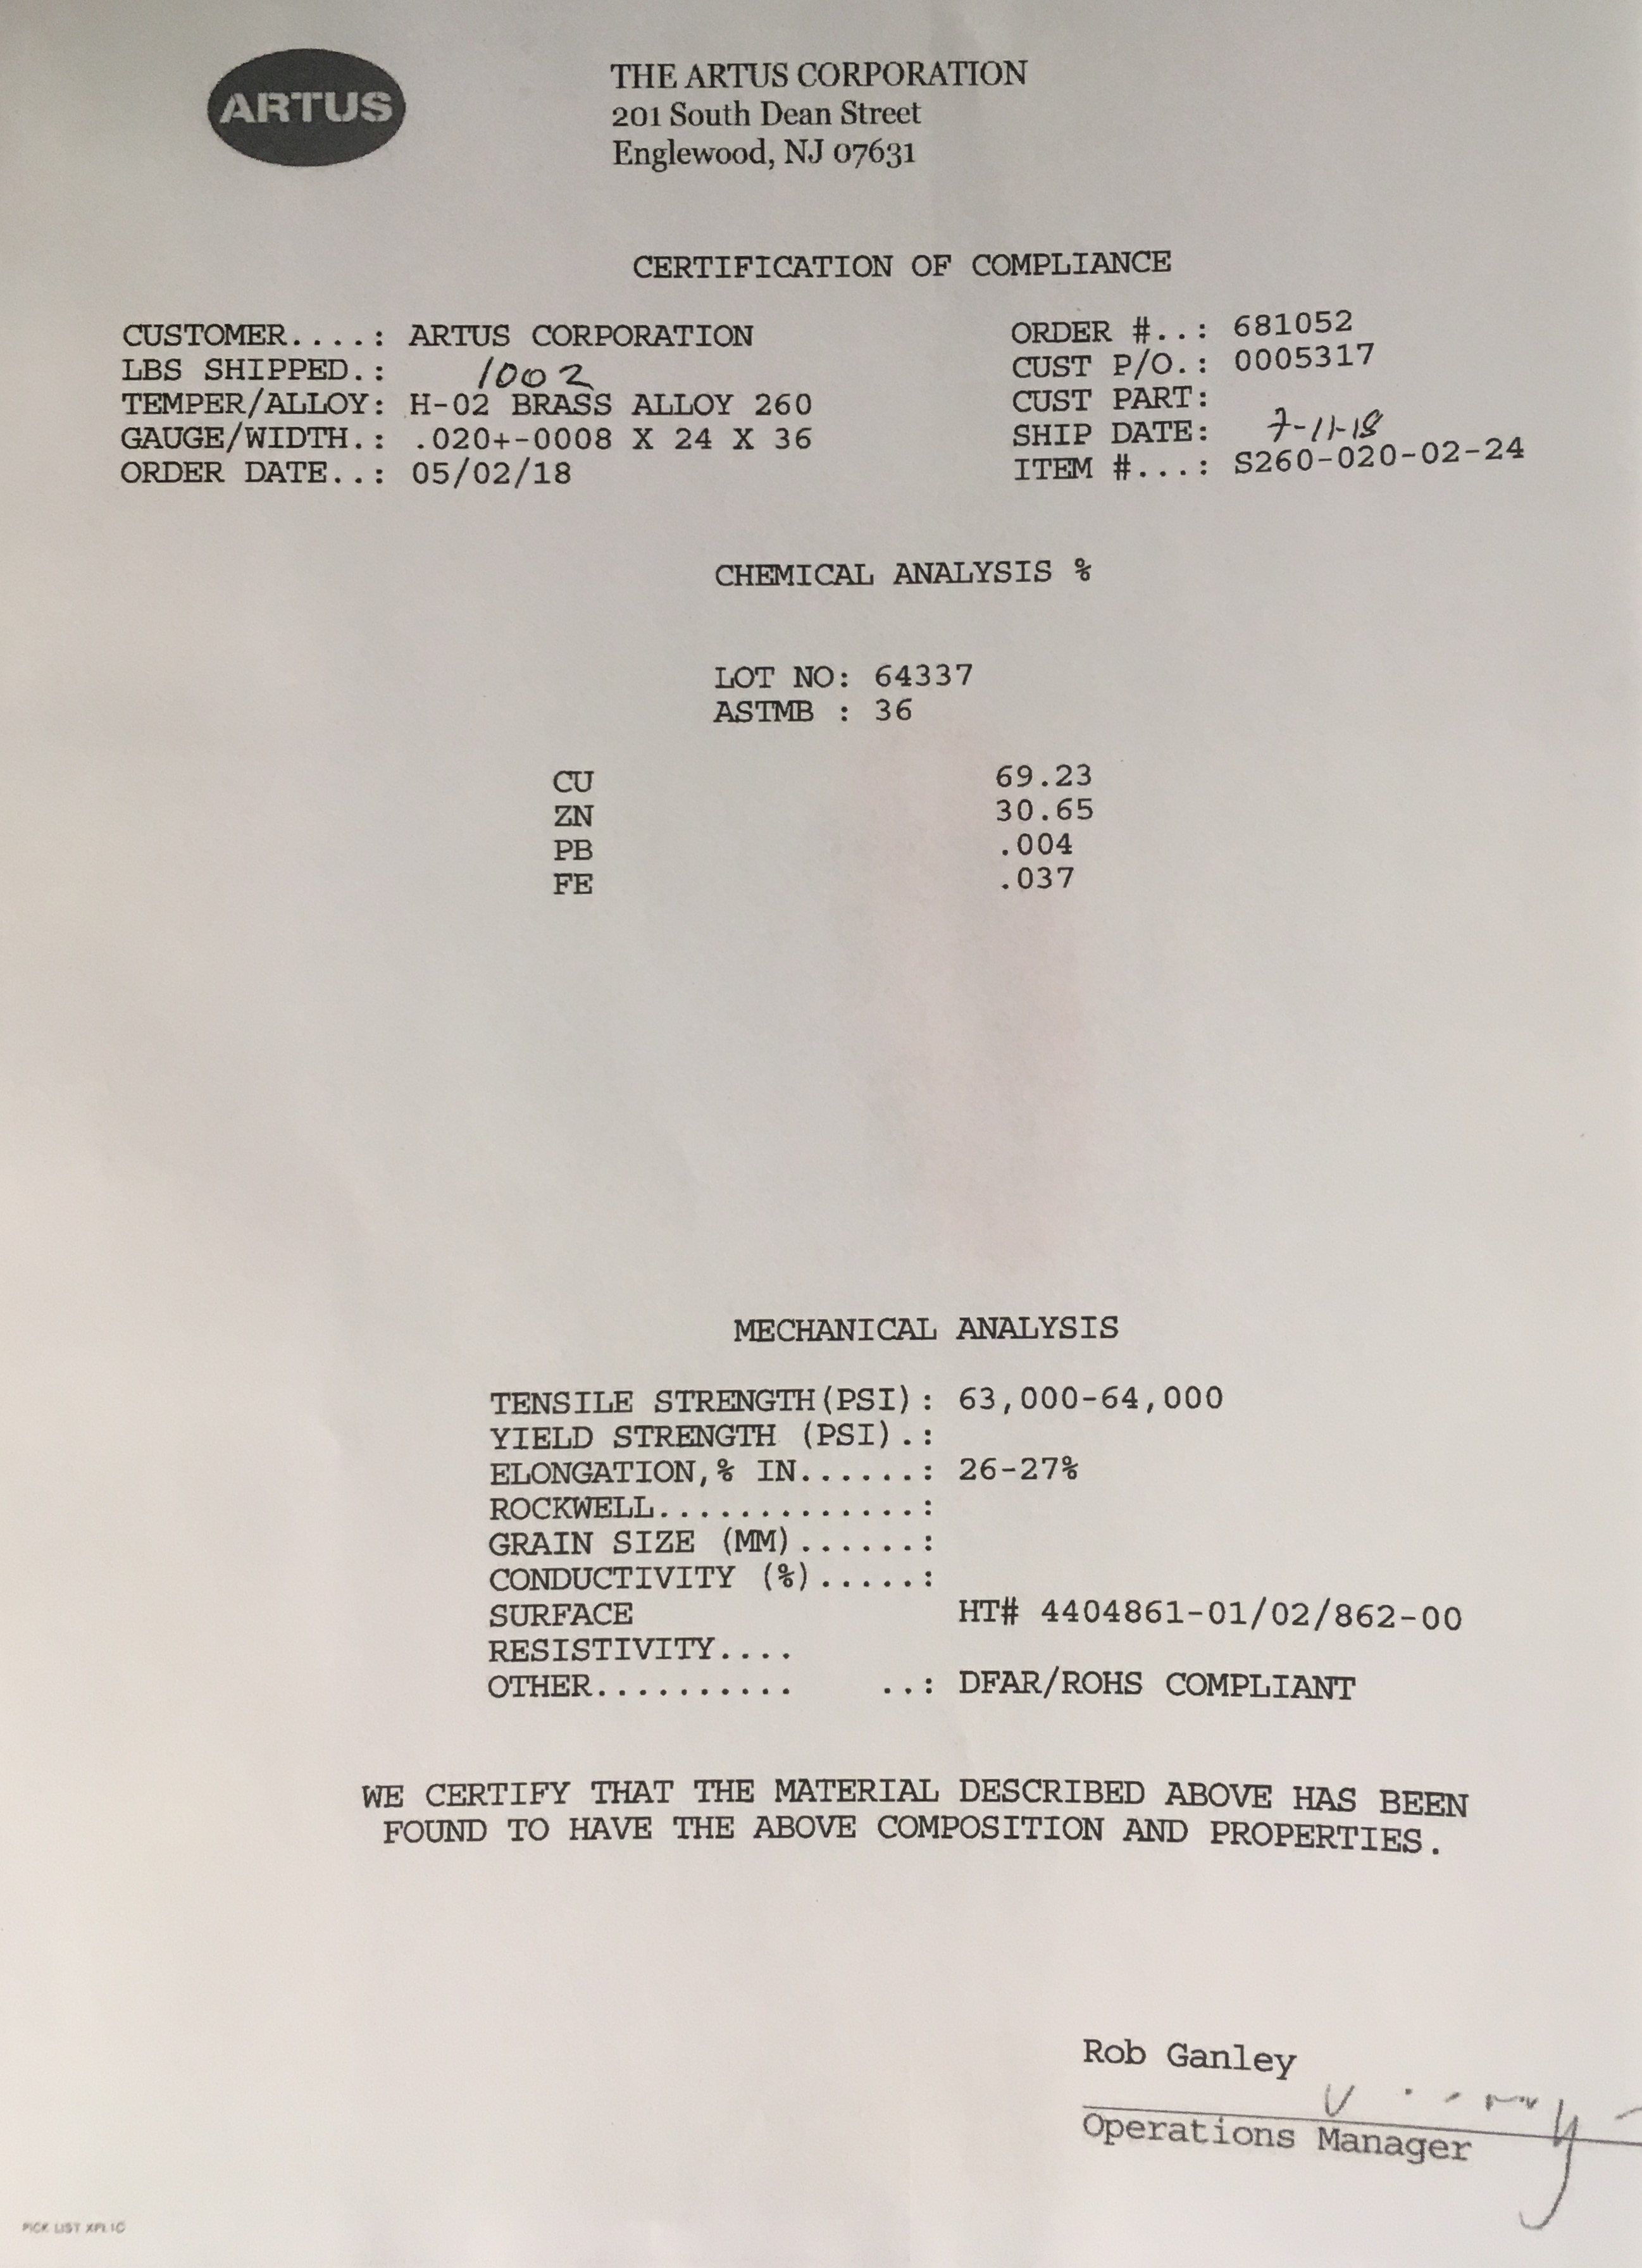 ARTUS
THE ARTUS CORPORATION
201 South Dean Street
Englewood, NJ 07631
CERTIFICATION OF COMPLIANCE
CUSTOMER....: ARTUS CORPORATION
LBS SHIPPED.: 1002
TEMPER/ALLOY: H-02 BRASS ALLOY 260
GAUGE/WIDTH.: .020+-0008 X 24 X 36
ORDER DATE..: 05/02/18
ORDER #..: 681052
CUST P/O.: 0005317
CUST PART:
SHIP DATE: 7-11-18
ITEM #...: S260-020-02-24
CHEMICAL ANALYSIS %
LOT NO: 64337
ASTMB : 36
CU 69.23
ZN 30.65
PB .004
FE .037
MECHANICAL ANALYSIS
TENSILE STRENGTH(PSI): 63,000-64,000
YIELD STRENGTH (PSI).:
ELONGATION,% IN......: 26-27%
ROCKWELL.............:
GRAIN SIZE (MM)......:
CONDUCTIVITY (%).....:
SURFACE HT# 4404861-01/02/862-00
RESISTIVITY....
OTHER.......... ..: DFAR/ROHS COMPLIANT
WE CERTIFY THAT THE MATERIAL DESCRIBED ABOVE HAS BEEN
FOUND TO HAVE THE ABOVE COMPOSITION AND PROPERTIES.
Rob Ganley
Operations Manager
PICK LIST